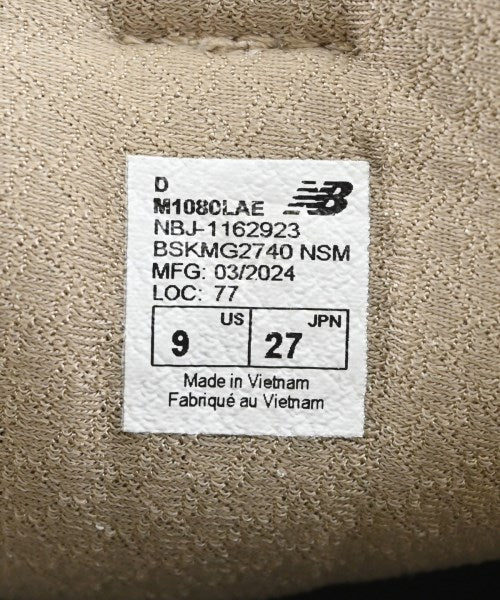 D
M1080LAE NB
NBJ-1162923
BSKMG2740 NSM
MFG: 03/2024
LOC: 77
US JPN
9 27
Made in Vietnam
Fabriqué au Vietnam